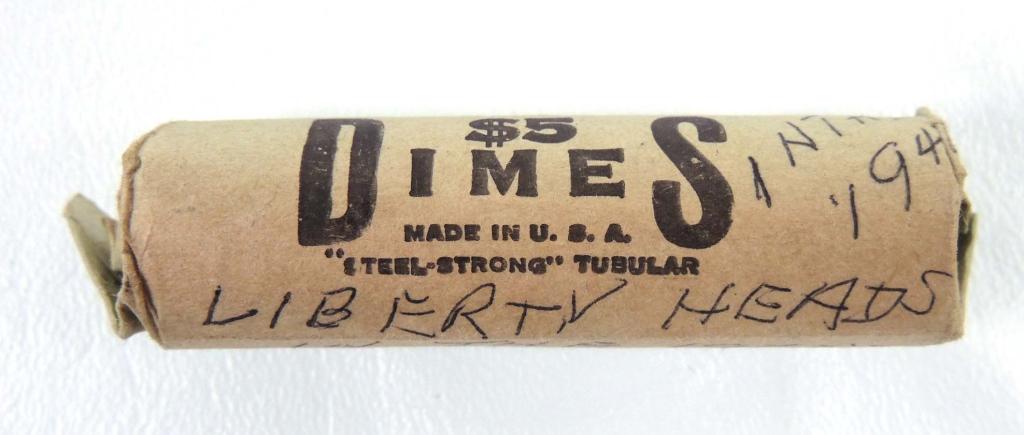 $5
DIMES
MADE IN U. S. A.
"STEEL-STRONG" TUBULAR
LIBERTY HEADS